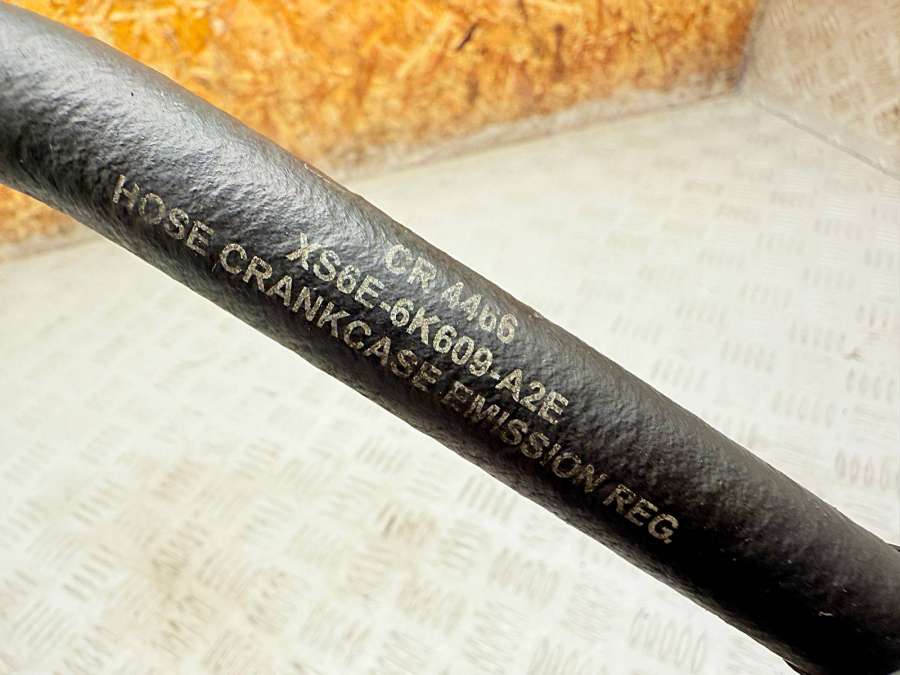 CR 4466
XS6E-6K609-A2E
HOSE CRANKCASE EMISSION REG.